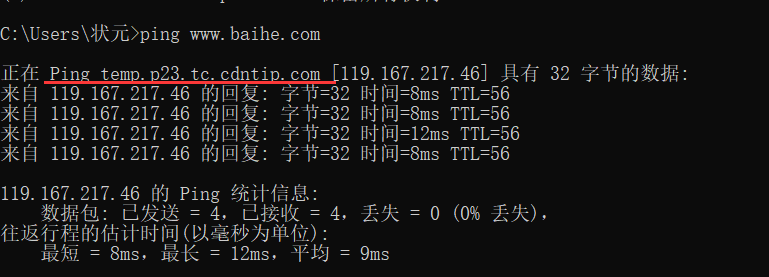 C:\Users\状元>ping www.baihe.com
正在 Ping temp.p23.tc.cdntip.com [119.167.217.46] 具有 32 字节的数据:
来自 119.167.217.46 的回复: 字节=32 时间=8ms TTL=56
来自 119.167.217.46 的回复: 字节=32 时间=8ms TTL=56
来自 119.167.217.46 的回复: 字节=32 时间=12ms TTL=56
来自 119.167.217.46 的回复: 字节=32 时间=8ms TTL=56
119.167.217.46 的 Ping 统计信息:
数据包: 已发送 = 4，已接收 = 4，丢失 = 0 (0% 丢失)，
往返行程的估计时间(以毫秒为单位):
最短 = 8ms，最长 = 12ms，平均 = 9ms